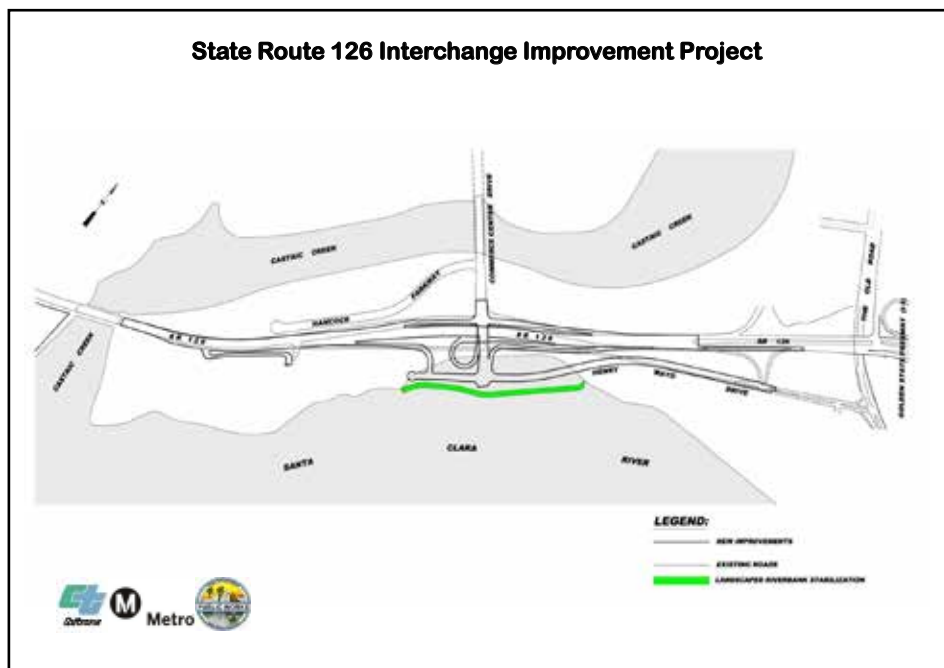 State Route 126 Interchange Improvement Project
COMMERCE CENTER DRIVE
CASTAIC CREEK
CASTAIC CREEK
THE OLD ROAD
PARKWAY
HANCOCK
SR 126
SR 126
SR 126
GOLDEN STATE FREEWAY (I-5)
CASTAIC CREEK
HENRY MAYO DRIVE
SANTA CLARA RIVER
LEGEND:
NEW IMPROVEMENTS
EXISTING ROADS
LANDSCAPED RIVERBANK STABILIZATION
Caltrans
M
Metro
PUBLIC WORKS